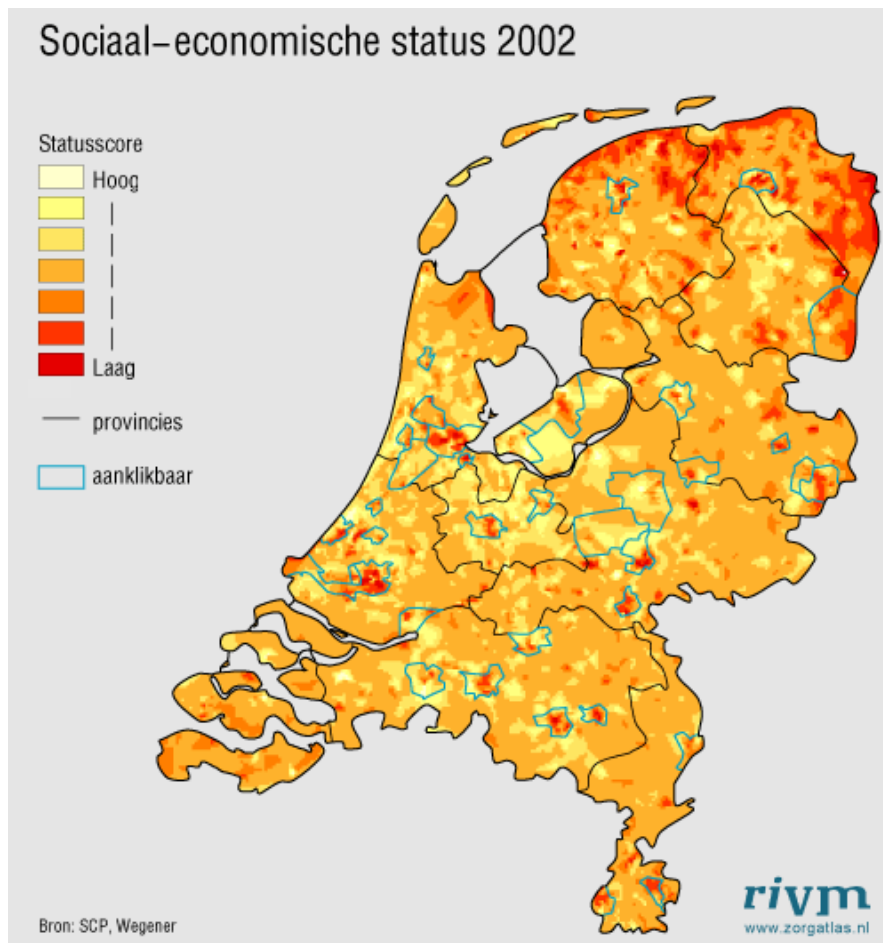 Sociaal-economische status 2002
Statusscore
Hoog
Laag
provincies
aanklikbaar
Bron: SCP, Wegener
rivm
www.zorgatlas.nl